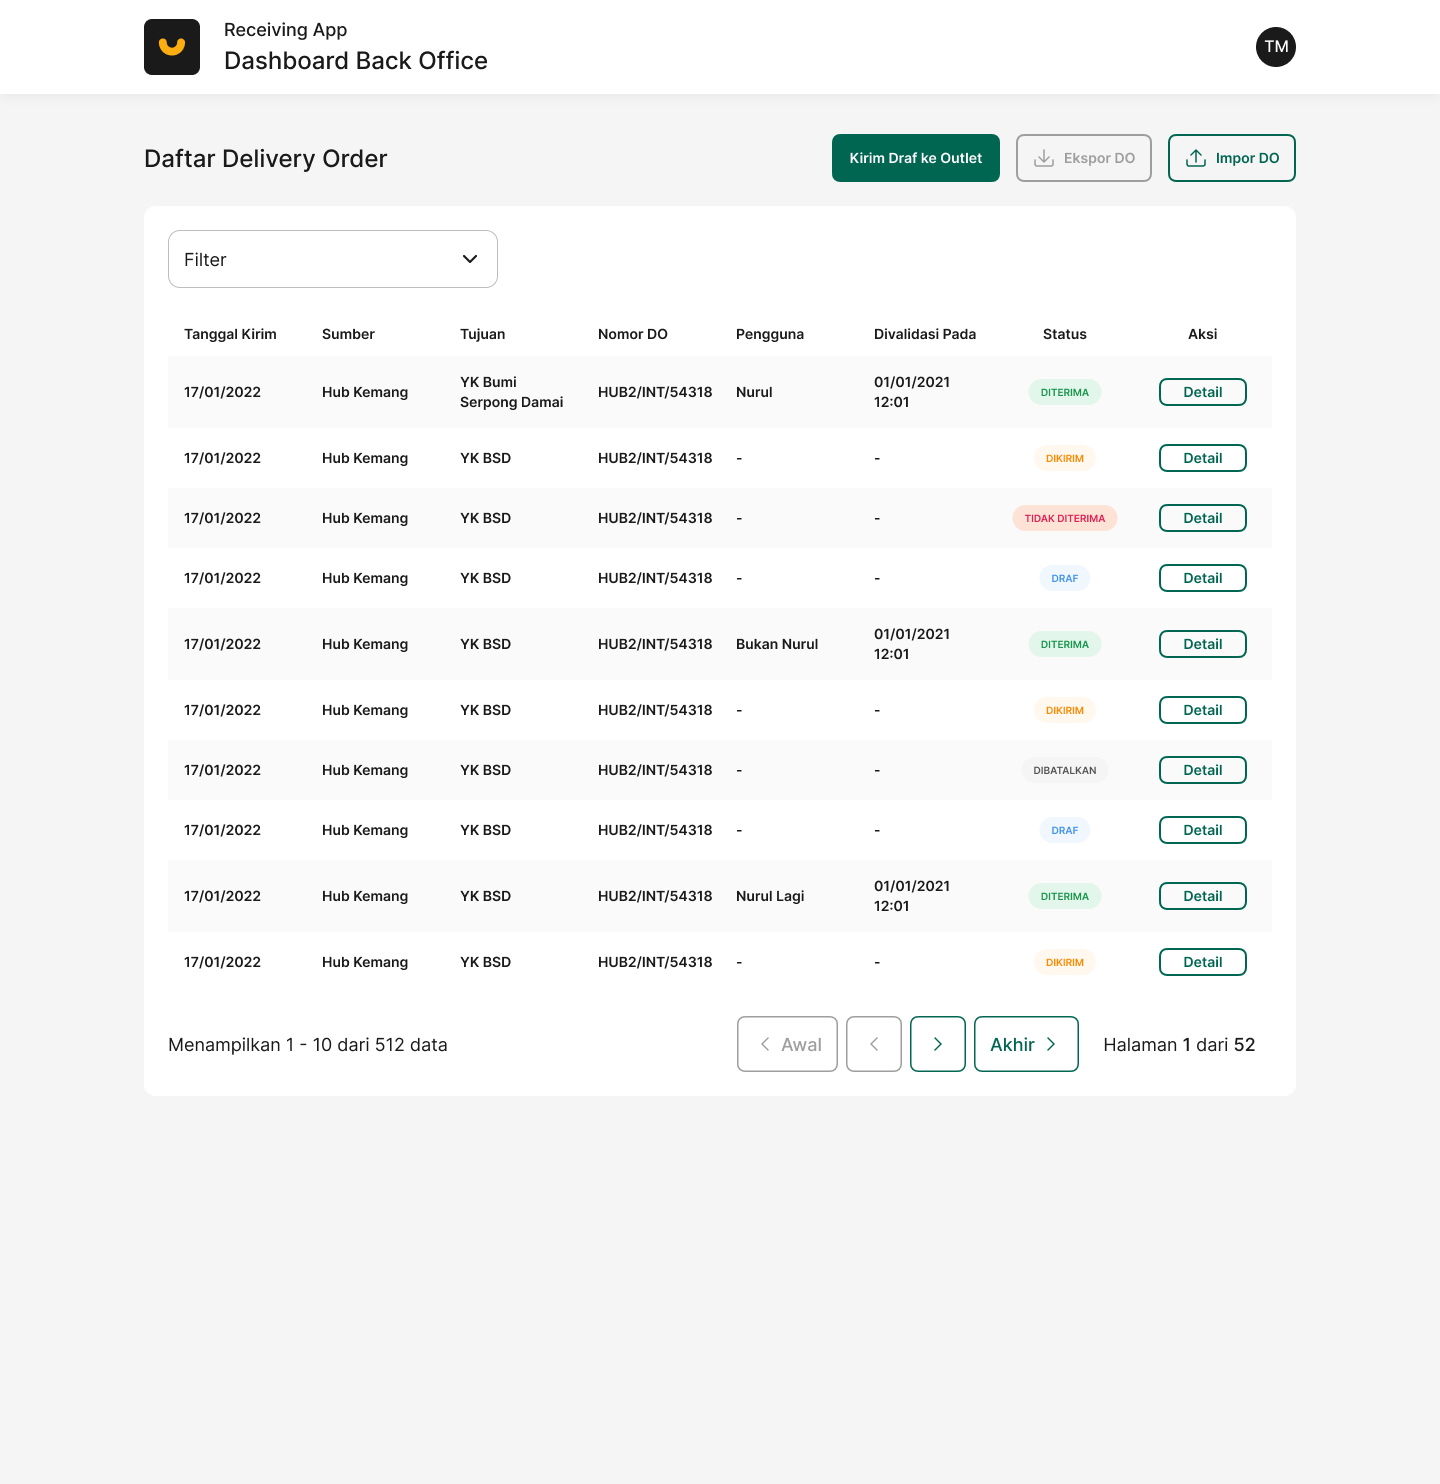 Receiving App
Dashboard Back Office
TM
Daftar Delivery Order
Kirim Draf ke Outlet
Ekspor DO
Impor DO
Filter
Tanggal Kirim Sumber Tujuan Nomor DO Pengguna Divalidasi Pada Status Aksi
17/01/2022 Hub Kemang YK Bumi Serpong Damai HUB2/INT/54318 Nurul 01/01/2021 12:01 DITERIMA Detail
17/01/2022 Hub Kemang YK BSD HUB2/INT/54318 - - DIKIRIM Detail
17/01/2022 Hub Kemang YK BSD HUB2/INT/54318 - - TIDAK DITERIMA Detail
17/01/2022 Hub Kemang YK BSD HUB2/INT/54318 - - DRAF Detail
17/01/2022 Hub Kemang YK BSD HUB2/INT/54318 Bukan Nurul 01/01/2021 12:01 DITERIMA Detail
17/01/2022 Hub Kemang YK BSD HUB2/INT/54318 - - DIKIRIM Detail
17/01/2022 Hub Kemang YK BSD HUB2/INT/54318 - - DIBATALKAN Detail
17/01/2022 Hub Kemang YK BSD HUB2/INT/54318 - - DRAF Detail
17/01/2022 Hub Kemang YK BSD HUB2/INT/54318 Nurul Lagi 01/01/2021 12:01 DITERIMA Detail
17/01/2022 Hub Kemang YK BSD HUB2/INT/54318 - - DIKIRIM Detail
Menampilkan 1 - 10 dari 512 data
Awal
Akhir
Halaman 1 dari 52